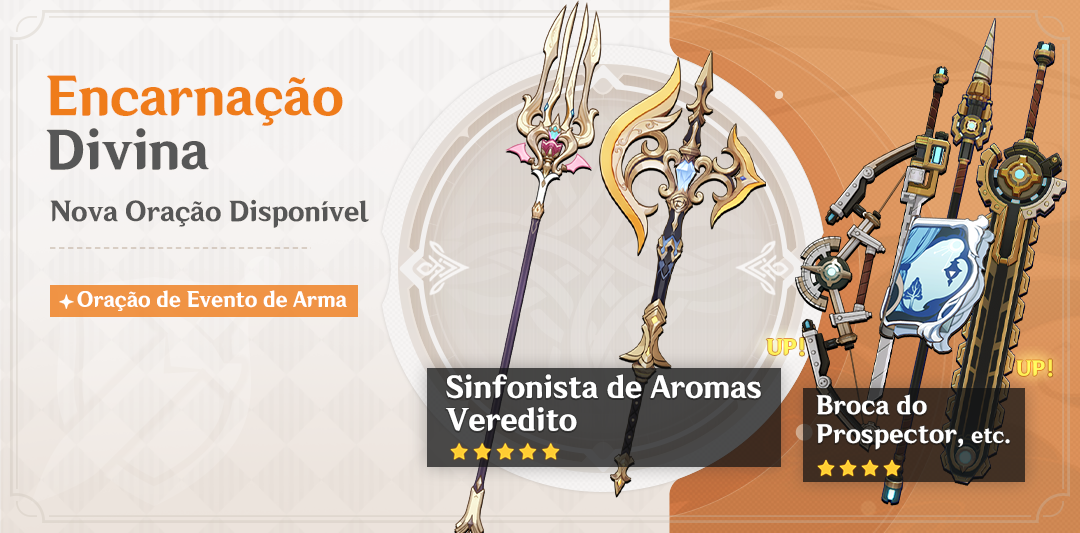 Encarnação
Divina
Nova Oração Disponível
Oração de Evento de Arma
Sinfonista de Aromas
Veredito
UP!
Broca do
Prospector, etc.
UP!